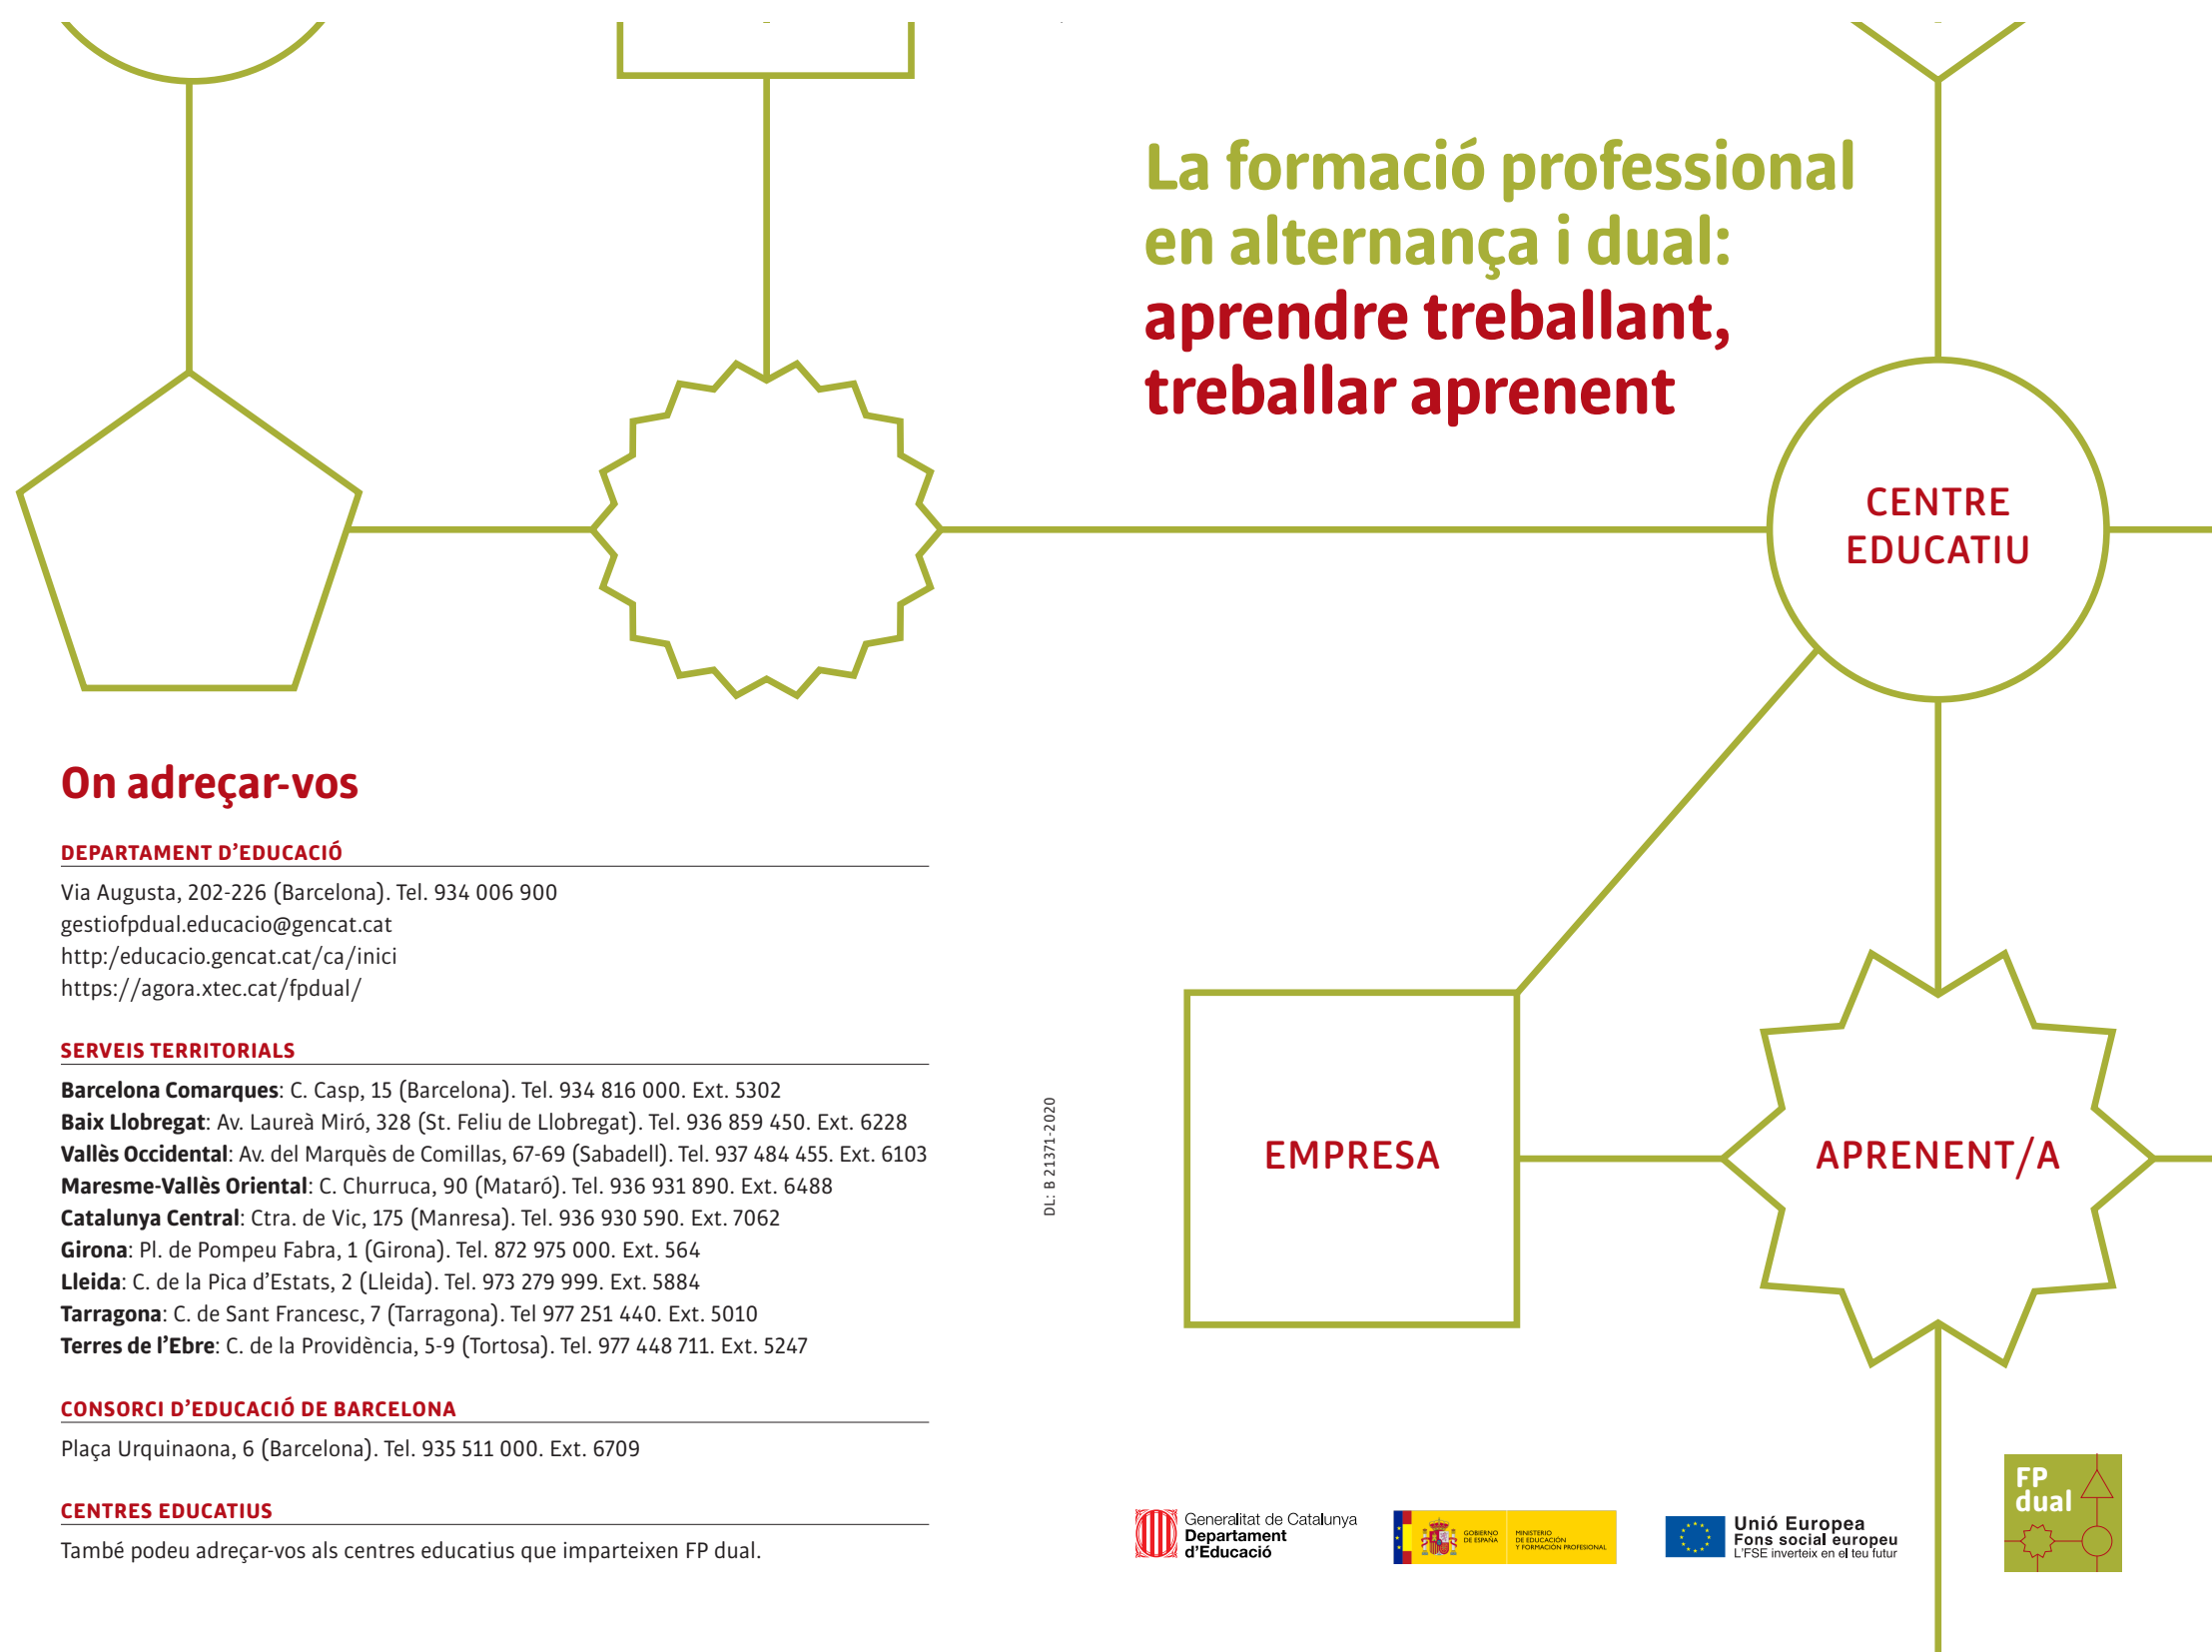 La formació professional
en alternança i dual:
aprendre treballant,
treballar aprenent
CENTRE
EDUCATIU
EMPRESA
APRENENT/A
On adreçar-vos
DEPARTAMENT D’EDUCACIÓ
Via Augusta, 202-226 (Barcelona). Tel. 934 006 900
gestiofpdual.educacio@gencat.cat
http:/educacio.gencat.cat/ca/inici
https://agora.xtec.cat/fpdual/
SERVEIS TERRITORIALS
Barcelona Comarques: C. Casp, 15 (Barcelona). Tel. 934 816 000. Ext. 5302
Baix Llobregat: Av. Laureà Miró, 328 (St. Feliu de Llobregat). Tel. 936 859 450. Ext. 6228
Vallès Occidental: Av. del Marquès de Comillas, 67-69 (Sabadell). Tel. 937 484 455. Ext. 6103
Maresme-Vallès Oriental: C. Churruca, 90 (Mataró). Tel. 936 931 890. Ext. 6488
Catalunya Central: Ctra. de Vic, 175 (Manresa). Tel. 936 930 590. Ext. 7062
Girona: Pl. de Pompeu Fabra, 1 (Girona). Tel. 872 975 000. Ext. 564
Lleida: C. de la Pica d’Estats, 2 (Lleida). Tel. 973 279 999. Ext. 5884
Tarragona: C. de Sant Francesc, 7 (Tarragona). Tel 977 251 440. Ext. 5010
Terres de l’Ebre: C. de la Providència, 5-9 (Tortosa). Tel. 977 448 711. Ext. 5247
CONSORCI D’EDUCACIÓ DE BARCELONA
Plaça Urquinaona, 6 (Barcelona). Tel. 935 511 000. Ext. 6709
CENTRES EDUCATIUS
També podeu adreçar-vos als centres educatius que imparteixen FP dual.
DL: B 21371-2020
Generalitat de Catalunya
Departament
d’Educació
GOBIERNO
DE ESPAÑA
MINISTERIO
DE EDUCACIÓN
Y FORMACIÓN PROFESIONAL
Unió Europea
Fons social europeu
L’FSE inverteix en el teu futur
FP
dual